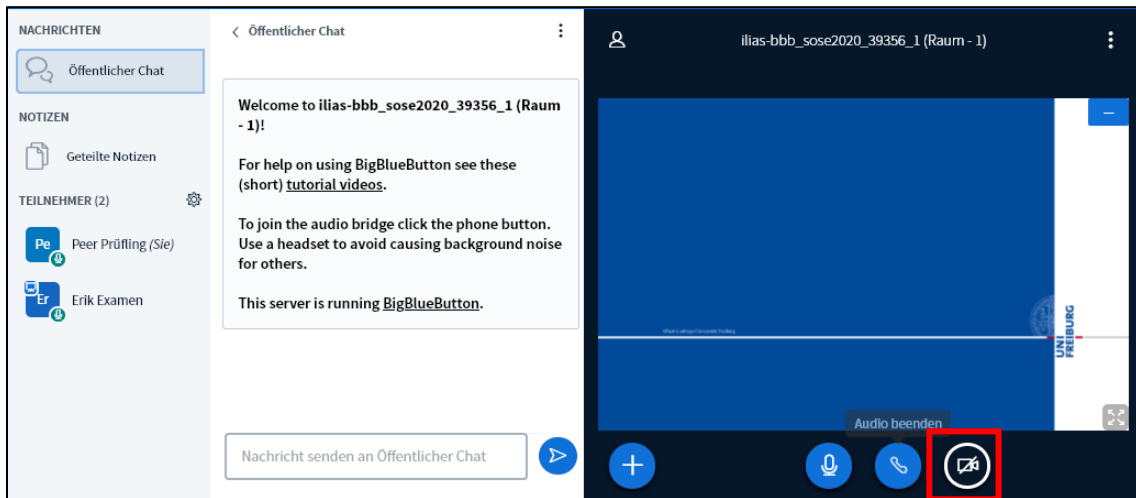 NACHRICHTEN
Öffentlicher Chat
NOTIZEN
Geteilte Notizen
TEILNEHMER (2)
Pe
Peer Prüfling (Sie)
Er
Erik Examen
Öffentlicher Chat
Welcome to ilias-bbb_sose2020_39356_1 (Raum
- 1)!
For help on using BigBlueButton see these
(short) tutorial videos.
To join the audio bridge click the phone button.
Use a headset to avoid causing background noise
for others.
This server is running BigBlueButton.
Nachricht senden an Öffentlicher Chat
ilias-bbb_sose2020_39356_1 (Raum - 1)
UNI
FREIBURG
Audio beenden